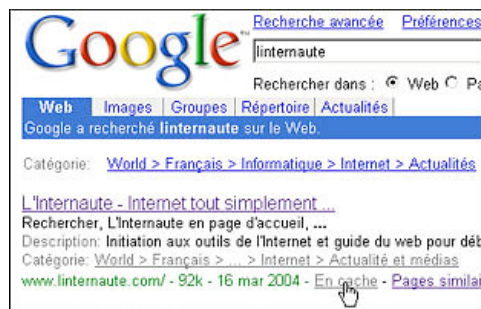 Google™ Recherche avancée Préférences
linternaute
Rechercher dans : Web
Web Images Groupes Répertoire Actualités
Google a recherché linternaute sur le Web.
Catégorie: World > Français > Informatique > Internet > Actualités
L'Internaute - Internet tout simplement ...
Rechercher, L'Internaute en page d'accueil, ...
Description: Initiation aux outils de l'Internet et guide du web pour déb
Catégorie: World > Français > ... > Internet > Actualité et médias
www.linternaute.com/ - 92k - 16 mar 2004 - En cache - Pages similai